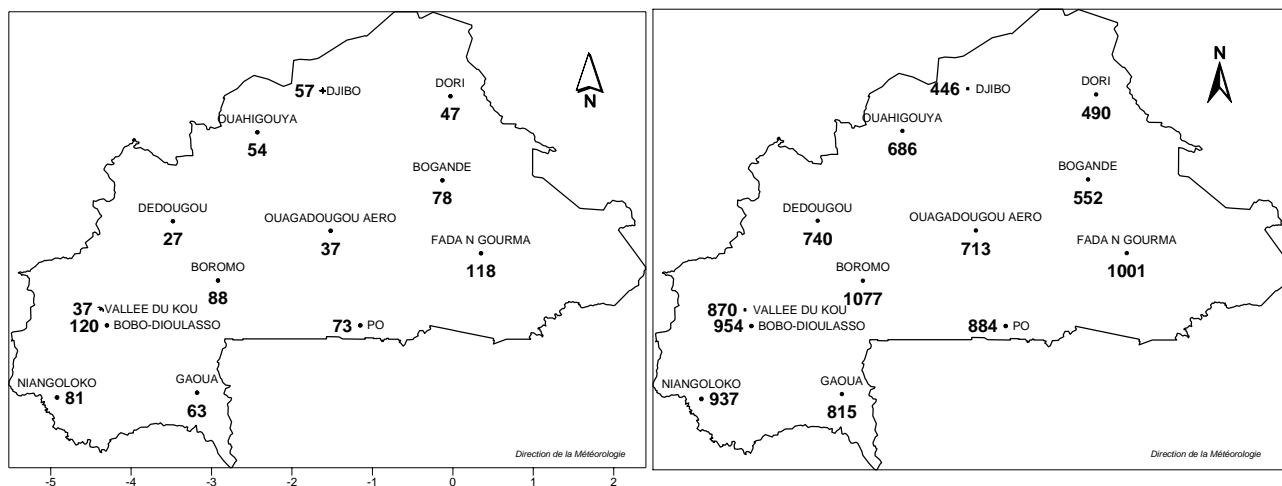 57 DJIBO
DORI
47
N
OUAHIGOUYA
54
BOGANDE
78
DEDOUGOU
27
OUAGADOUGOU AERO
37
FADA N GOURMA
118
BOROMO
88
37 VALLEE DU KOU
120 BOBO-DIOULASSO
73 PO
NIANGOLOKO
81
GAOUA
63
Direction de la Météorologie
-5 -4 -3 -2 -1 0 1 2
N
446 DJIBO
DORI
490
OUAHIGOUYA
686
BOGANDE
552
DEDOUGOU
740
OUAGADOUGOU AERO
713
FADA N GOURMA
1001
BOROMO
1077
870 VALLEE DU KOU
954 BOBO-DIOULASSO
884 PO
NIANGOLOKO
937
GAOUA
815
Direction de la Météorologie